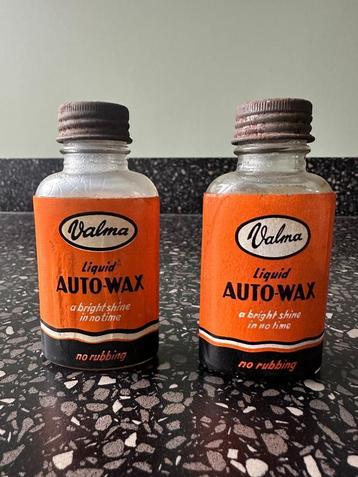 Valma
Liquid
AUTO-WAX
a bright shine
in no time
no rubbing
Valma
Liquid
AUTO-WAX
a bright shine
in no time
no rubbing